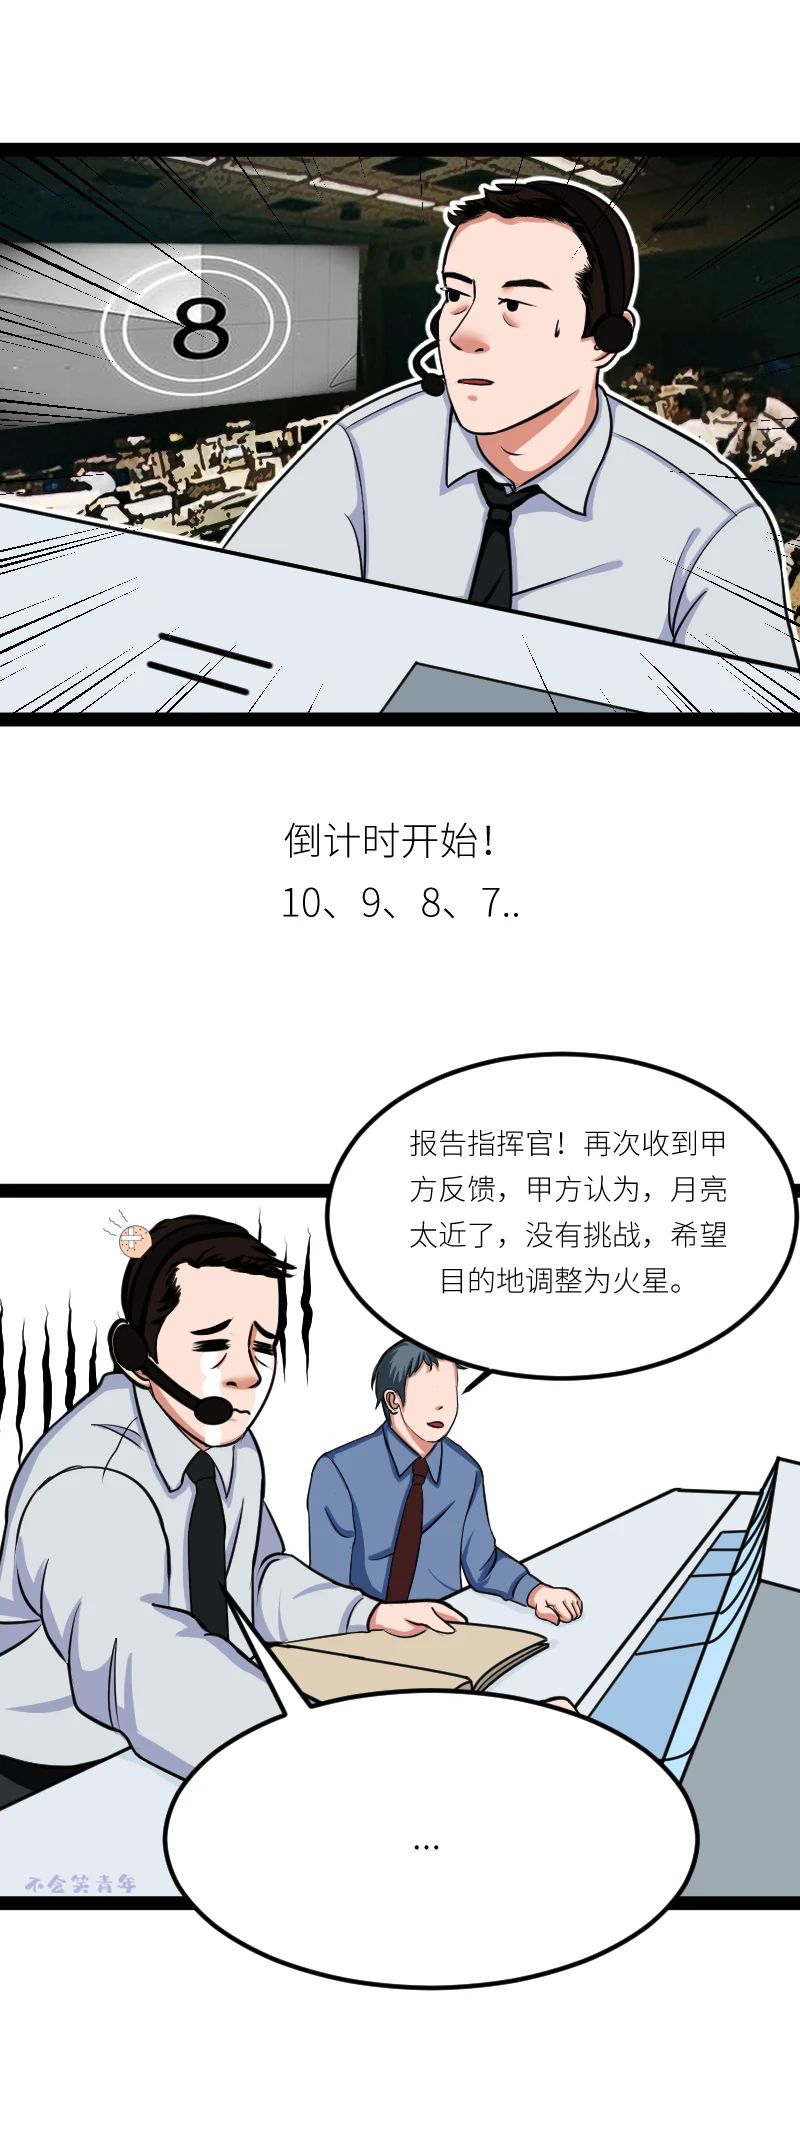 8
倒计时开始！
10、9、8、7..
报告指挥官！再次收到甲
方反馈，甲方认为，月亮
太近了，没有挑战，希望
目的地调整为火星。
...
不会笑青年